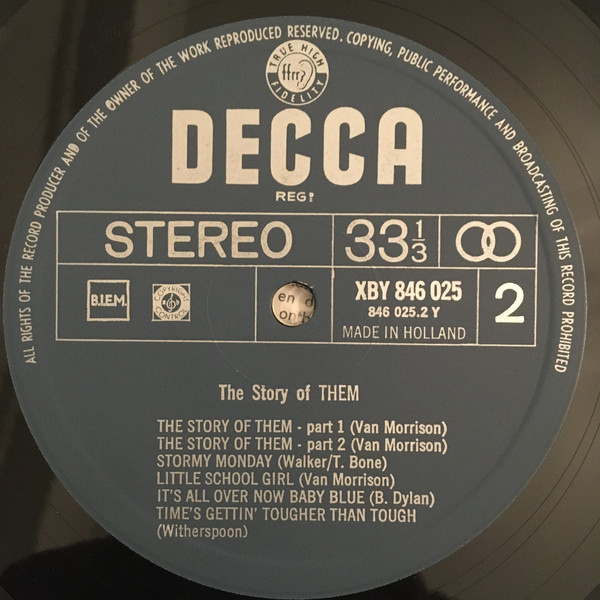 ALL RIGHTS OF THE RECORD PRODUCER AND OF THE OWNER OF THE WORK REPRODUCED RESERVED. COPYING, PUBLIC PERFORMANCE AND BROADCASTING OF THIS RECORD PROHIBITED
TRUE HIGH
ffrr
FIDELITY
DECCA
REGD
STEREO
33⅓
B.I.E.M.
COPYRIGHT
CONTROL
en d
XBY 846 025
846 025.2 Y
2
MADE IN HOLLAND
The Story of THEM
THE STORY OF THEM - part 1 (Van Morrison)
THE STORY OF THEM - part 2 (Van Morrison)
STORMY MONDAY (Walker/T. Bone)
LITTLE SCHOOL GIRL (Van Morrison)
IT'S ALL OVER NOW BABY BLUE (B. Dylan)
TIME'S GETTIN' TOUGHER THAN TOUGH
(Witherspoon)